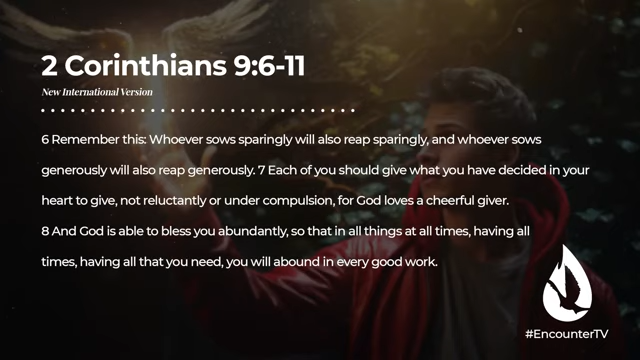 2 Corinthians 9:6-11
New International Version
6 Remember this: Whoever sows sparingly will also reap sparingly, and whoever sows
generously will also reap generously. 7 Each of you should give what you have decided in your
heart to give, not reluctantly or under compulsion, for God loves a cheerful giver.
8 And God is able to bless you abundantly, so that in all things at all times, having all
times, having all that you need, you will abound in every good work.
#EncounterTV